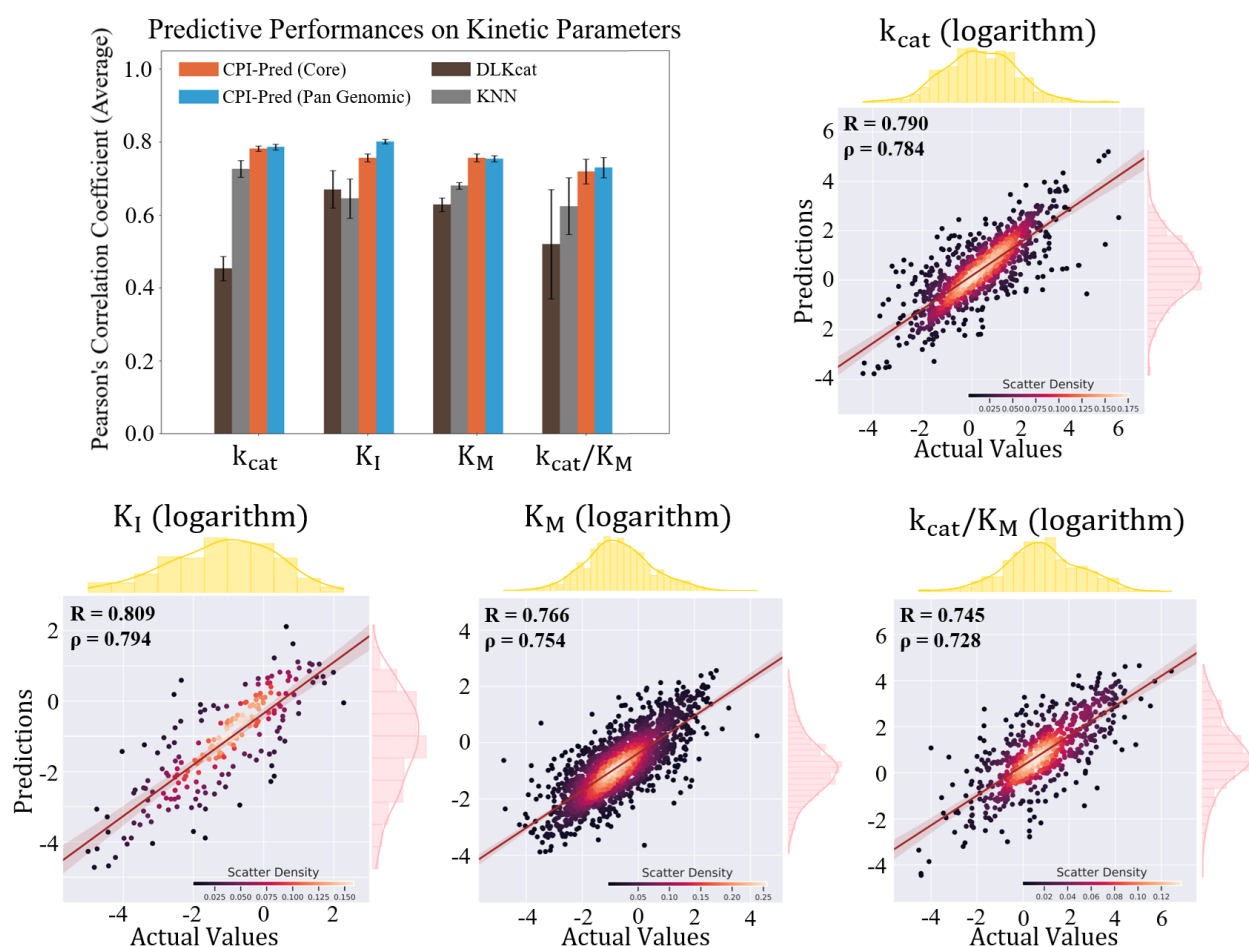 Predictive Performances on Kinetic Parameters
Pearson's Correlation Coefficient (Average)
1.0
0.8
0.6
0.4
0.2
0.0
CPI-Pred (Core)
CPI-Pred (Pan Genomic)
DLKcat
KNN
kcat
KI
KM
kcat/KM
kcat (logarithm)
R = 0.790
ρ = 0.784
Predictions
6
4
2
0
2
-4
Scatter Density
0.025 0.050 0.075 0.100 0.125 0.150 0.175
-4 -2 0 2 4 6
Actual Values
KI (logarithm)
R = 0.809
ρ = 0.794
Predictions
2
0
-2
-4
Scatter Density
0.025 0.050 0.075 0.100 0.125 0.150
-4 -2 0 2
Actual Values
KM (logarithm)
R = 0.766
ρ = 0.754
4
2
0
-2
-4
Scatter Density
0.05 0.10 0.15 0.20 0.25
-4 -2 0 2 4
Actual Values
kcat/KM (logarithm)
R = 0.745
ρ = 0.728
6
4
2
0
-2
-4
Scatter Density
0.02 0.04 0.06 0.08 0.10 0.12
-4 -2 0 2 4 6
Actual Values